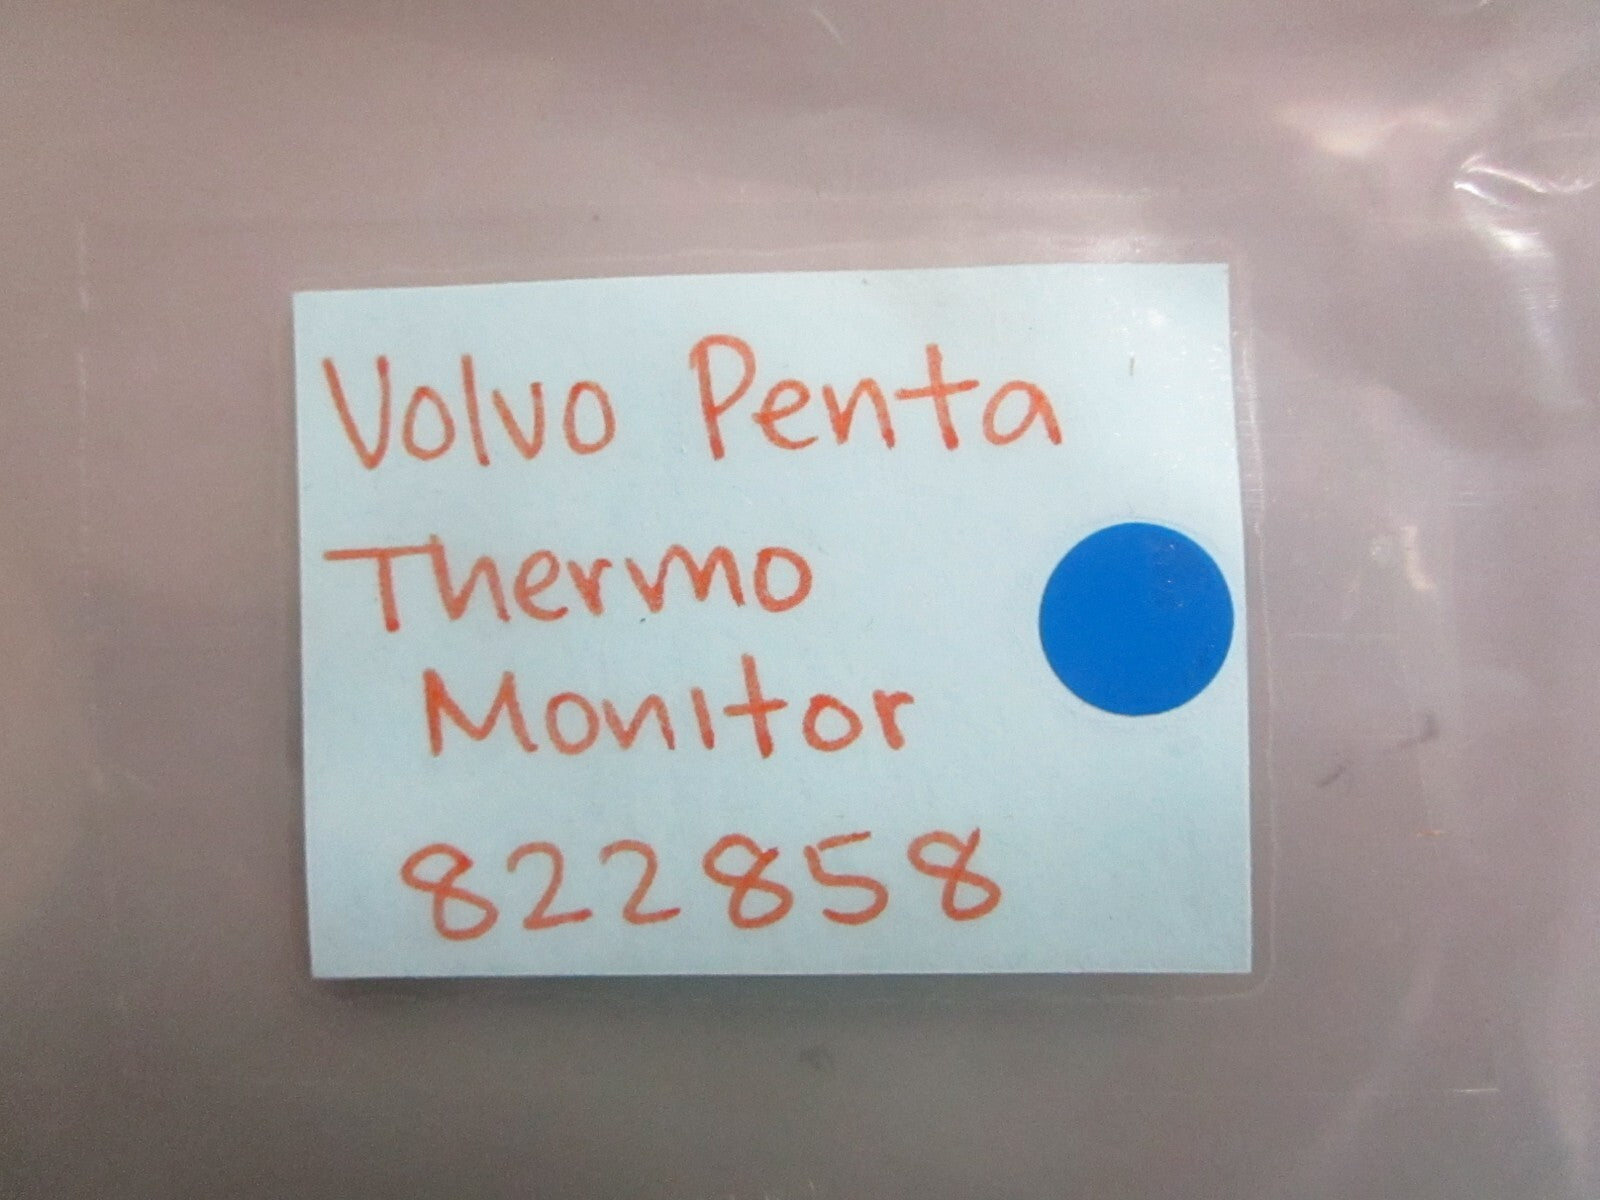 Volvo Penta
Thermo
Monitor
822858